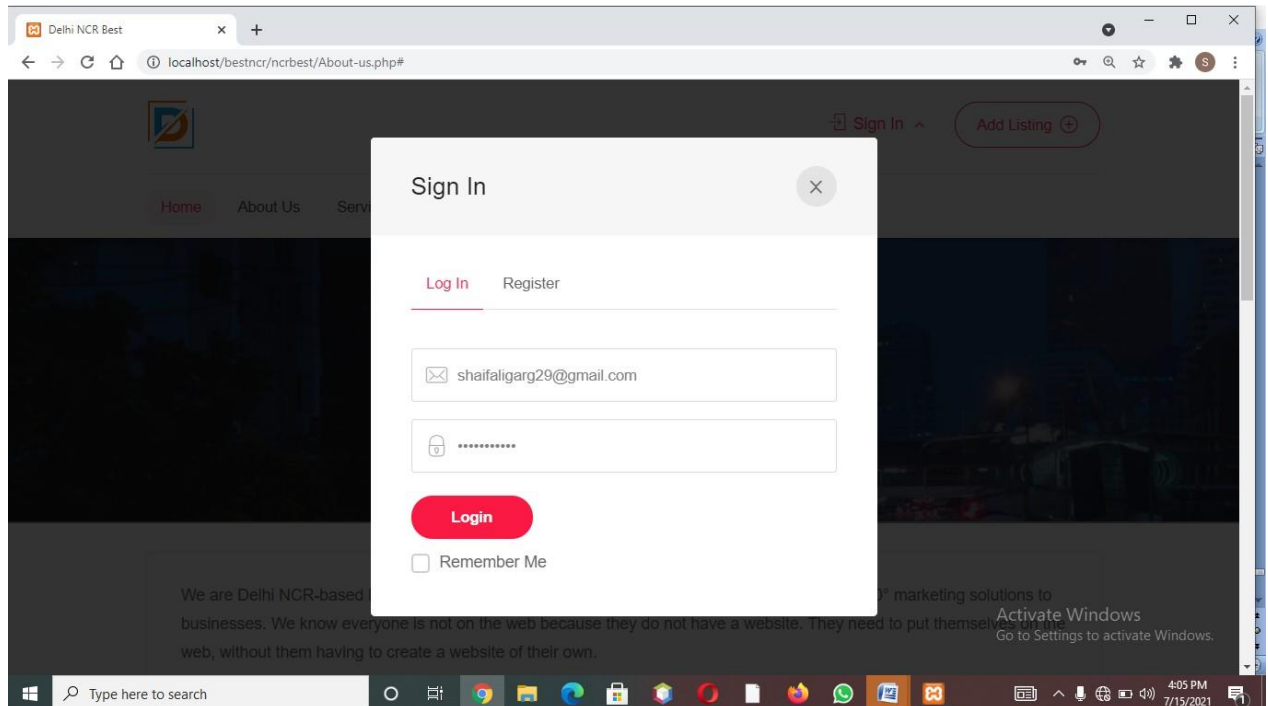 Delhi NCR Best
localhost/bestncr/ncrbest/About-us.php#
S
Sign In
Add Listing
Home About Us Serv
Sign In
Log In Register
shaifaligarg29@gmail.com
Login
Remember Me
We are Delhi NCR-based ° marketing solutions to
businesses. We know everyone is not on the web because they do not have a website. They need to put themselves on the
web, without them having to create a website of their own.
Activate Windows
Go to Settings to activate Windows.
Type here to search
4:05 PM
7/15/2021